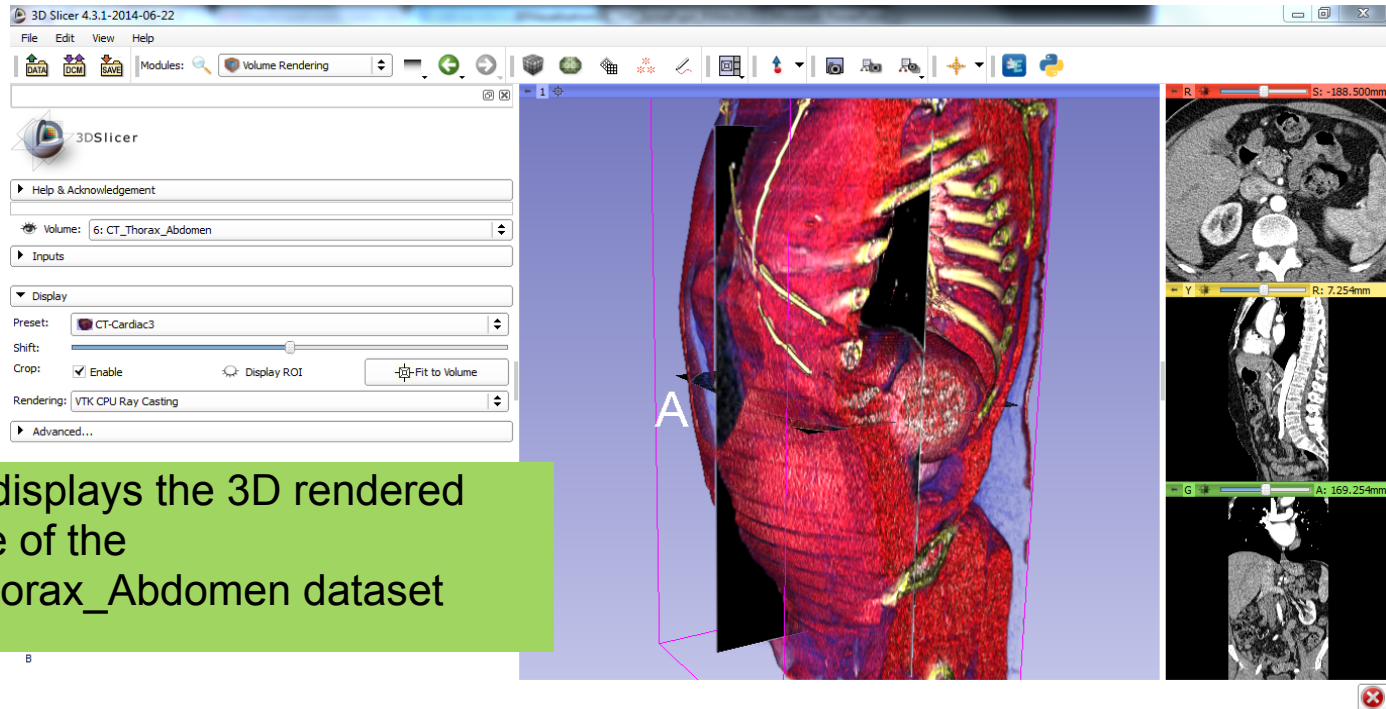 3D Slicer 4.3.1-2014-06-22
File Edit View Help
DATA DCM SAVE Modules: Volume Rendering
3DSlicer
Help & Acknowledgement
Volume: 6: CT_Thorax_Abdomen
Inputs
Display
Preset: CT-Cardiac3
Shift:
Crop: Enable Display ROI Fit to Volume
Rendering: VTK CPU Ray Casting
Advanced...
displays the 3D rendered
of the
_Abdomen dataset
B
1
A
R S: -188.500mm
Y R: 7.254mm
G A: 169.254mm